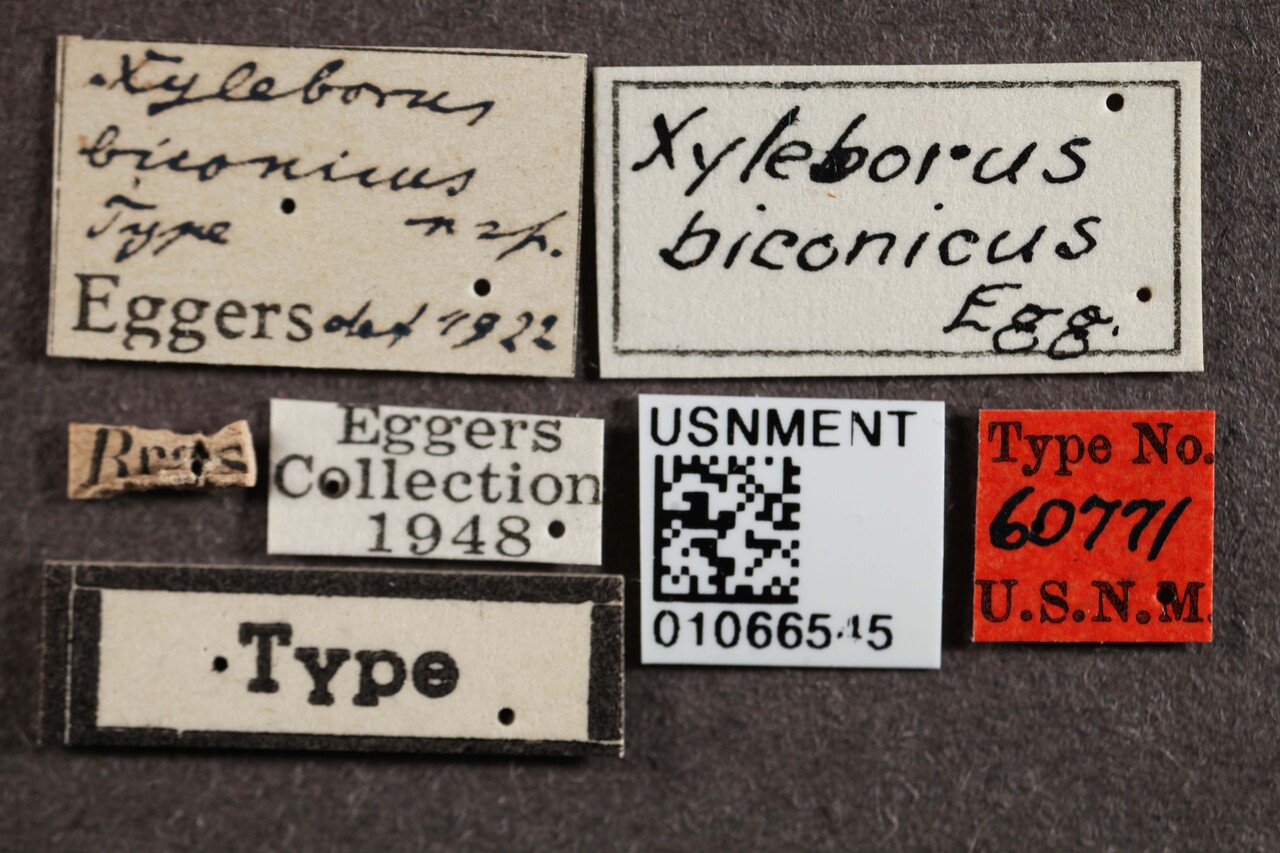 Xyleborus
biconicus
Type n sp.
Eggers det 1922
Xyleborus
biconicus
Egg.
Eggers
Collection
1948
USNMENT
01066545
Type No.
60771
U.S.N.M.
Type